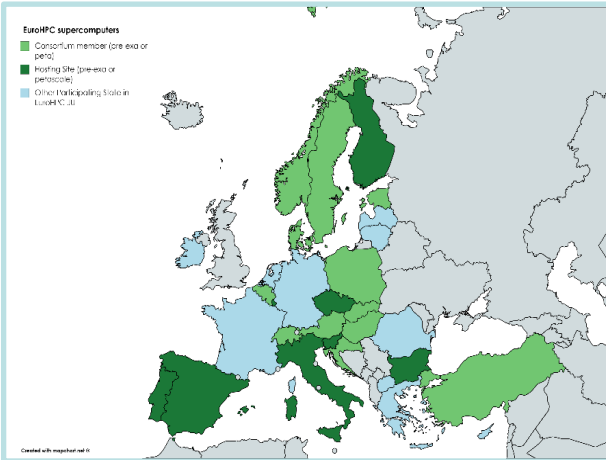 EuroHPC supercomputers
Consortium member (pre exa or
peta)
Hosting Site (pre-exa or
petascale)
Other Participating State in
EuroHPC JU
Created with mapchart.net ©